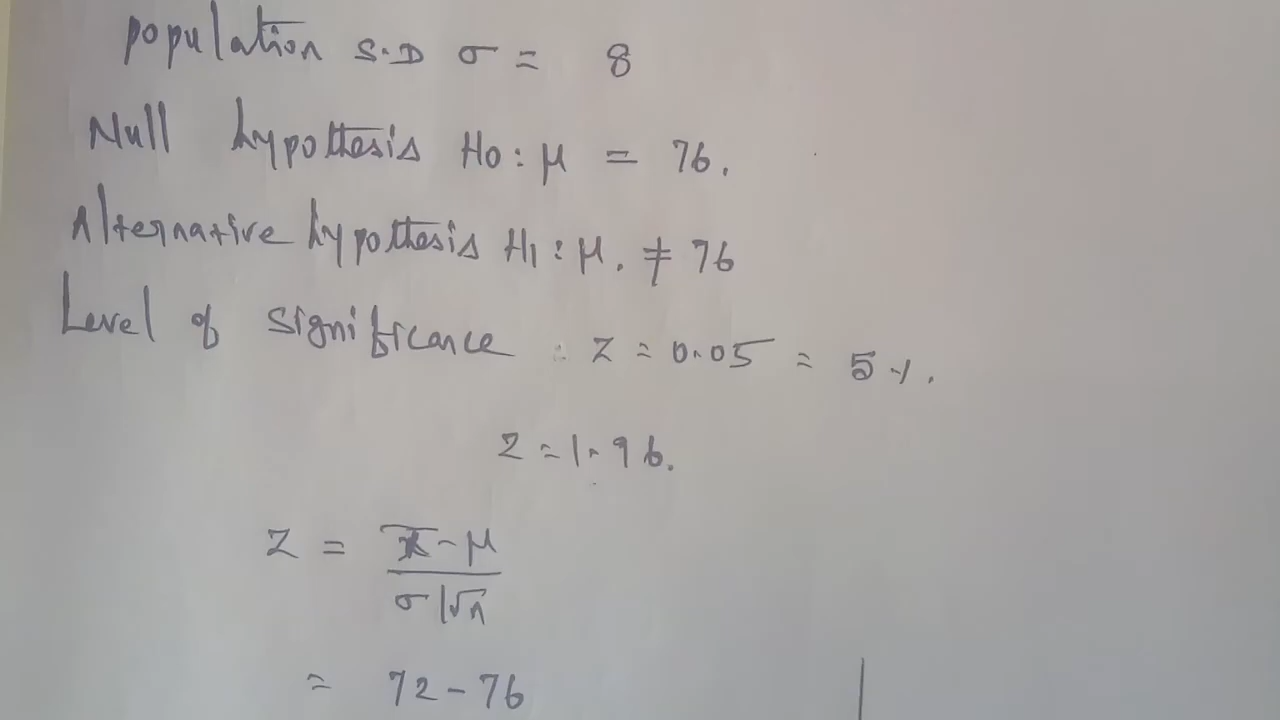 population S.D σ = 8
Null hypothesis H0 : μ = 76.
Alternative hypothesis H1 : μ. ≠ 76
Level of significance : Z = 0.05 = 5 %.
Z = 1.96.
Z = x̄ - μ
σ/√n
= 72 - 76